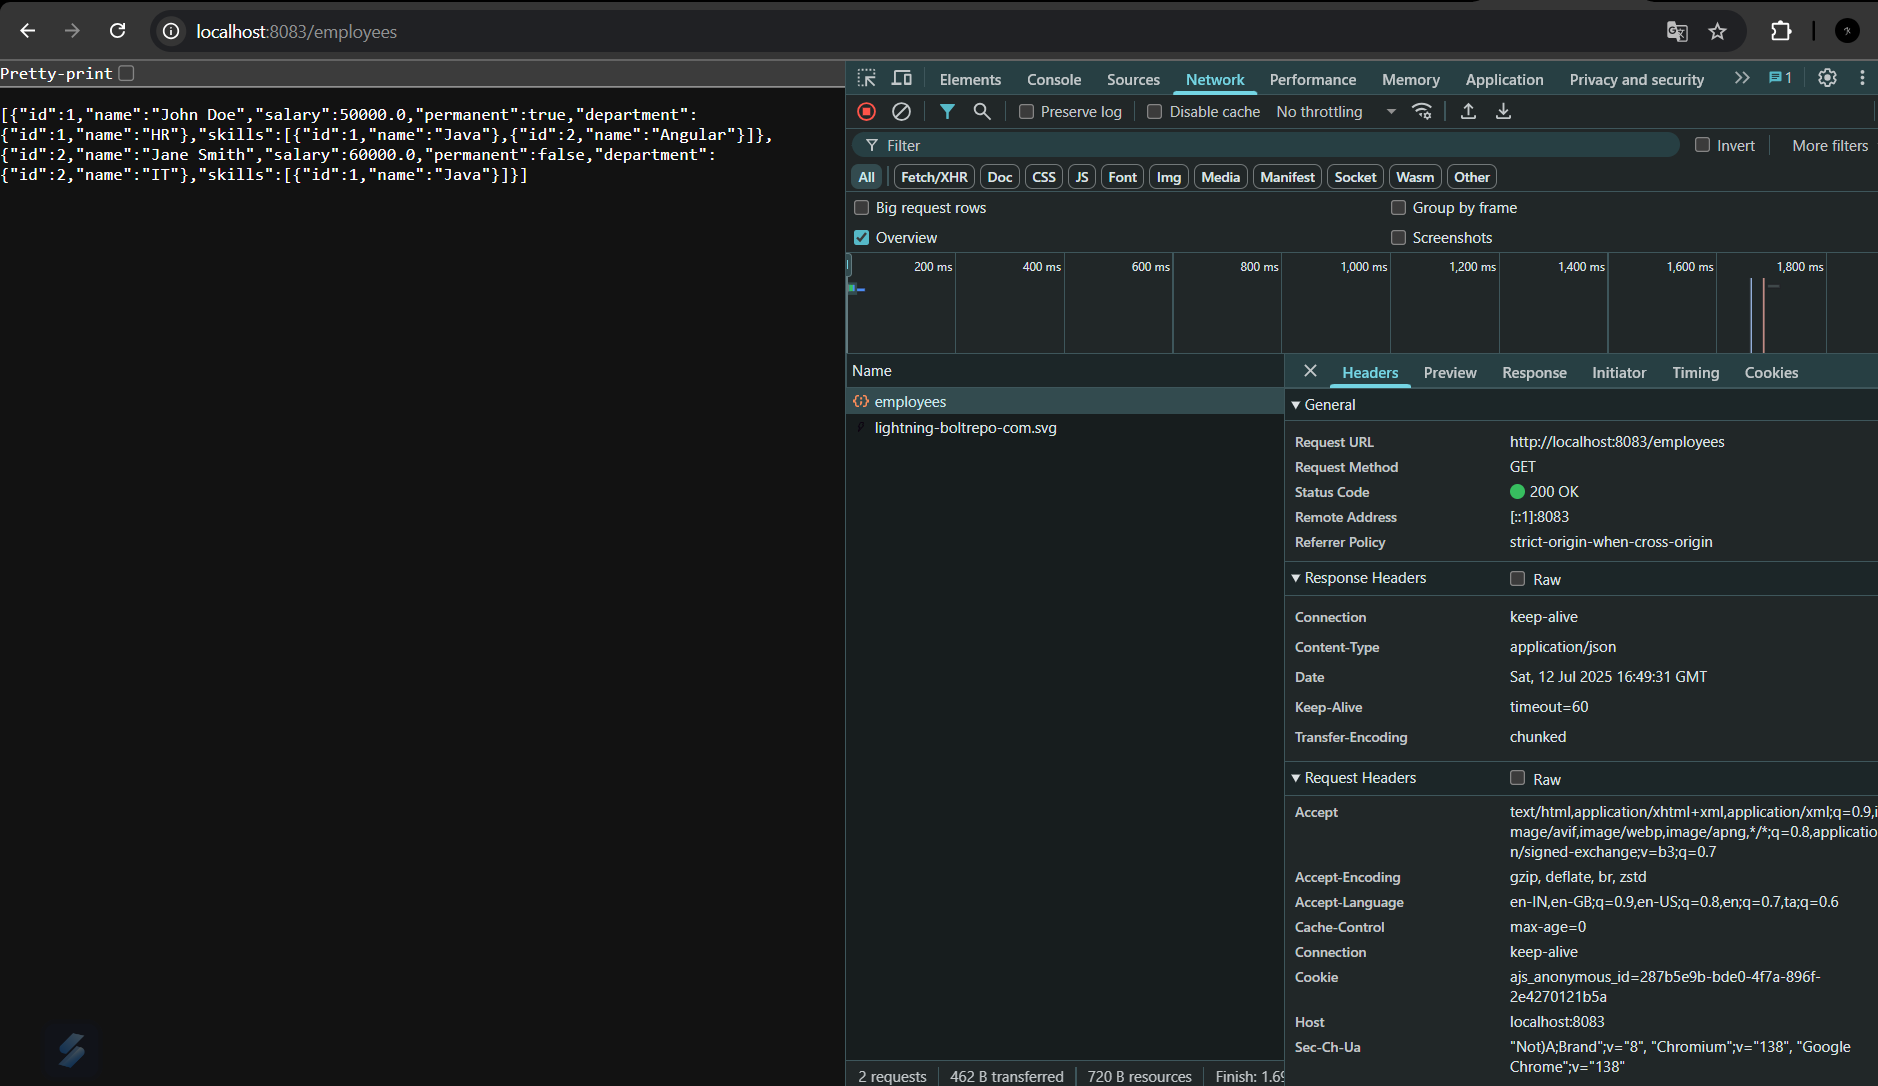 localhost:8083/employees
Pretty-print
[{"id":1,"name":"John Doe","salary":50000.0,"permanent":true,"department":
{"id":1,"name":"HR"},"skills":[{"id":1,"name":"Java"},{"id":2,"name":"Angular"}]},
{"id":2,"name":"Jane Smith","salary":60000.0,"permanent":false,"department":
{"id":2,"name":"IT"},"skills":[{"id":1,"name":"Java"}]}]
Elements Console Sources Network Performance Memory Application Privacy and security 1
Preserve log Disable cache No throttling
Filter Invert More filters
All Fetch/XHR Doc CSS JS Font Img Media Manifest Socket Wasm Other
Big request rows Group by frame
Overview Screenshots
200 ms 400 ms 600 ms 800 ms 1,000 ms 1,200 ms 1,400 ms 1,600 ms 1,800 ms
Name
employees
lightning-boltrepo-com.svg
Headers Preview Response Initiator Timing Cookies
General
Request URL http://localhost:8083/employees
Request Method GET
Status Code 200 OK
Remote Address [::1]:8083
Referrer Policy strict-origin-when-cross-origin
Response Headers Raw
Connection keep-alive
Content-Type application/json
Date Sat, 12 Jul 2025 16:49:31 GMT
Keep-Alive timeout=60
Transfer-Encoding chunked
Request Headers Raw
Accept text/html,application/xhtml+xml,application/xml;q=0.9,i
mage/avif,image/webp,image/apng,*/*;q=0.8,applicatio
n/signed-exchange;v=b3;q=0.7
Accept-Encoding gzip, deflate, br, zstd
Accept-Language en-IN,en-GB;q=0.9,en-US;q=0.8,en;q=0.7,ta;q=0.6
Cache-Control max-age=0
Connection keep-alive
Cookie ajs_anonymous_id=287b5e9b-bde0-4f7a-896f-
2e4270121b5a
Host localhost:8083
Sec-Ch-Ua "Not)A;Brand";v="8", "Chromium";v="138", "Google
Chrome";v="138"
2 requests 462 B transferred 720 B resources Finish: 1.69